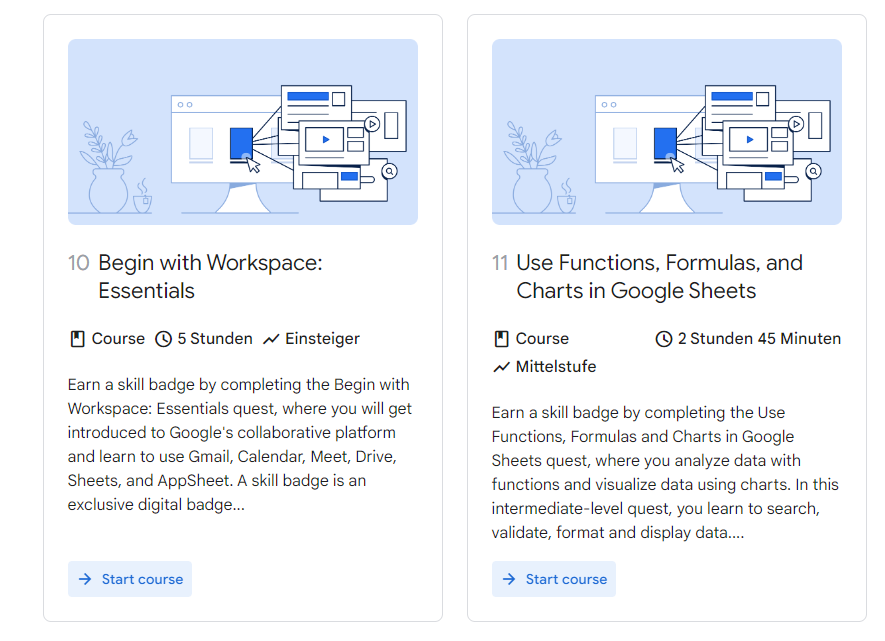 10 Begin with Workspace:
Essentials
Course 5 Stunden Einsteiger
Earn a skill badge by completing the Begin with
Workspace: Essentials quest, where you will get
introduced to Google's collaborative platform
and learn to use Gmail, Calendar, Meet, Drive,
Sheets, and AppSheet. A skill badge is an
exclusive digital badge...
Start course
11 Use Functions, Formulas, and
Charts in Google Sheets
Course 2 Stunden 45 Minuten
Mittelstufe
Earn a skill badge by completing the Use
Functions, Formulas and Charts in Google
Sheets quest, where you analyze data with
functions and visualize data using charts. In this
intermediate-level quest, you learn to search,
validate, format and display data....
Start course